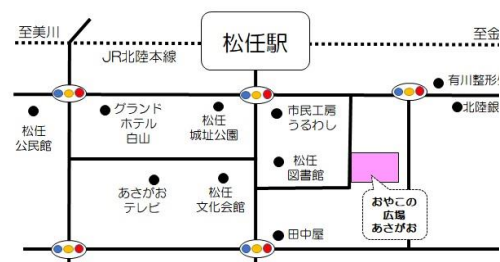 至美川
松任駅
至金
JR北陸本線
有川整形外
北陸銀
グランド
ホテル
白山
松任
城址公園
市民工房
うるわし
松任
公民館
松任
図書館
あさがお
テレビ
松任
文化会館
おやこの
広場
あさがお
田中屋